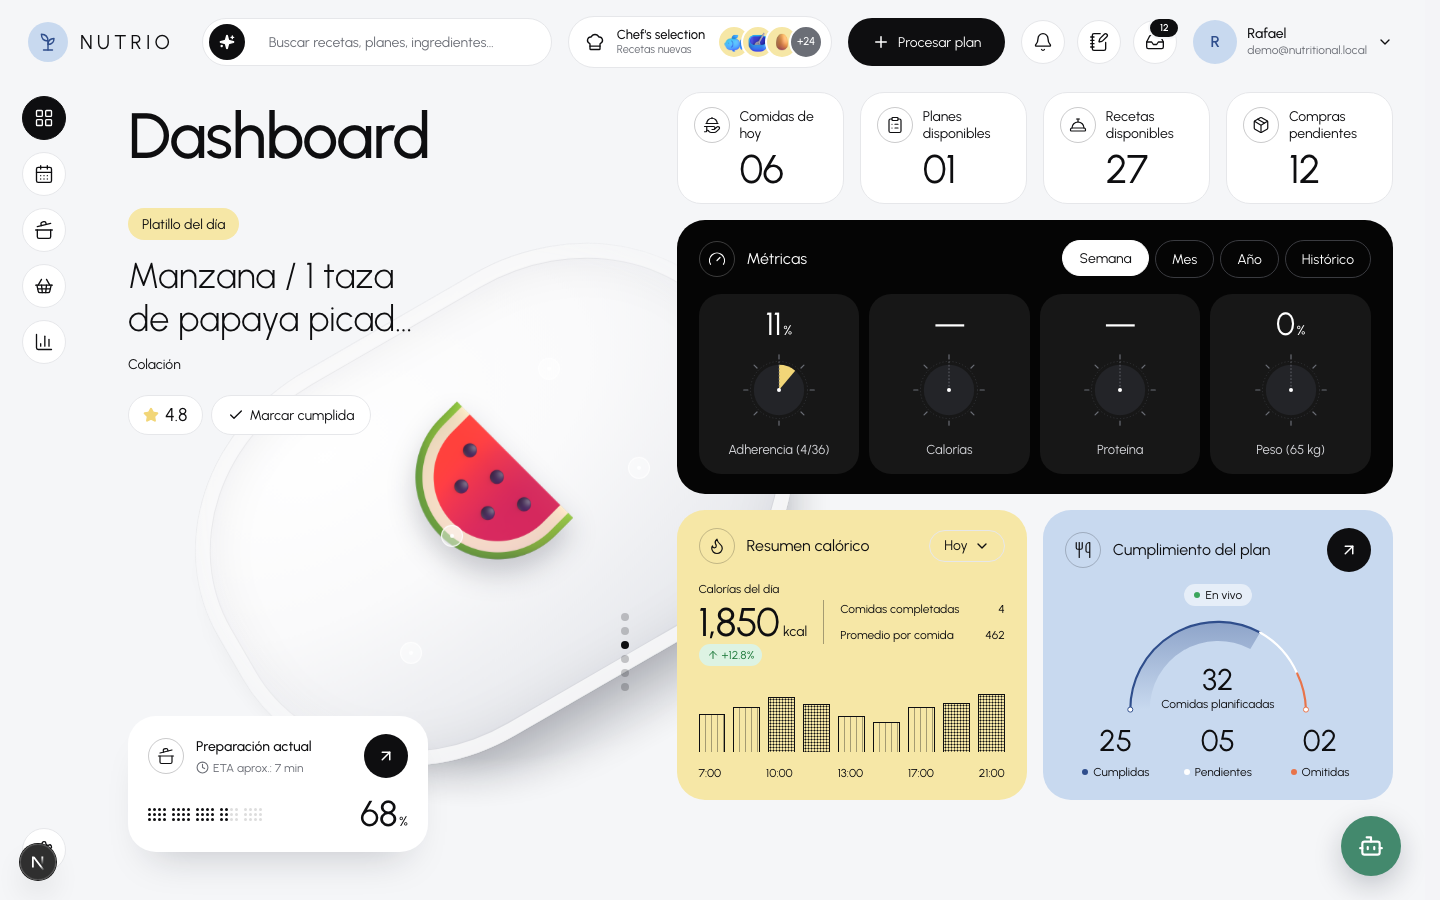 NUTRIO
Buscar recetas, planes, ingredientes...
Chef's selection
Recetas nuevas
+24
Procesar plan
12
R
Rafael
demo@nutritional.local
Dashboard
Platillo del día
Manzana / 1 taza
de papaya picad...
Colación
4.8
Marcar cumplida
Comidas de
hoy
06
Planes
disponibles
01
Recetas
disponibles
27
Compras
pendientes
12
Métricas
Semana
Mes
Año
Histórico
11%
Adherencia (4/36)
—
Calorías
—
Proteína
0%
Peso (65 kg)
Resumen calórico
Hoy
Calorías del día
1,850 kcal
+12.8%
Comidas completadas 4
Promedio por comida 462
7:00 10:00 13:00 17:00 21:00
Cumplimiento del plan
En vivo
32
Comidas planificadas
25
Cumplidas
05
Pendientes
02
Omitidas
Preparación actual
ETA aprox.: 7 min
68%
N